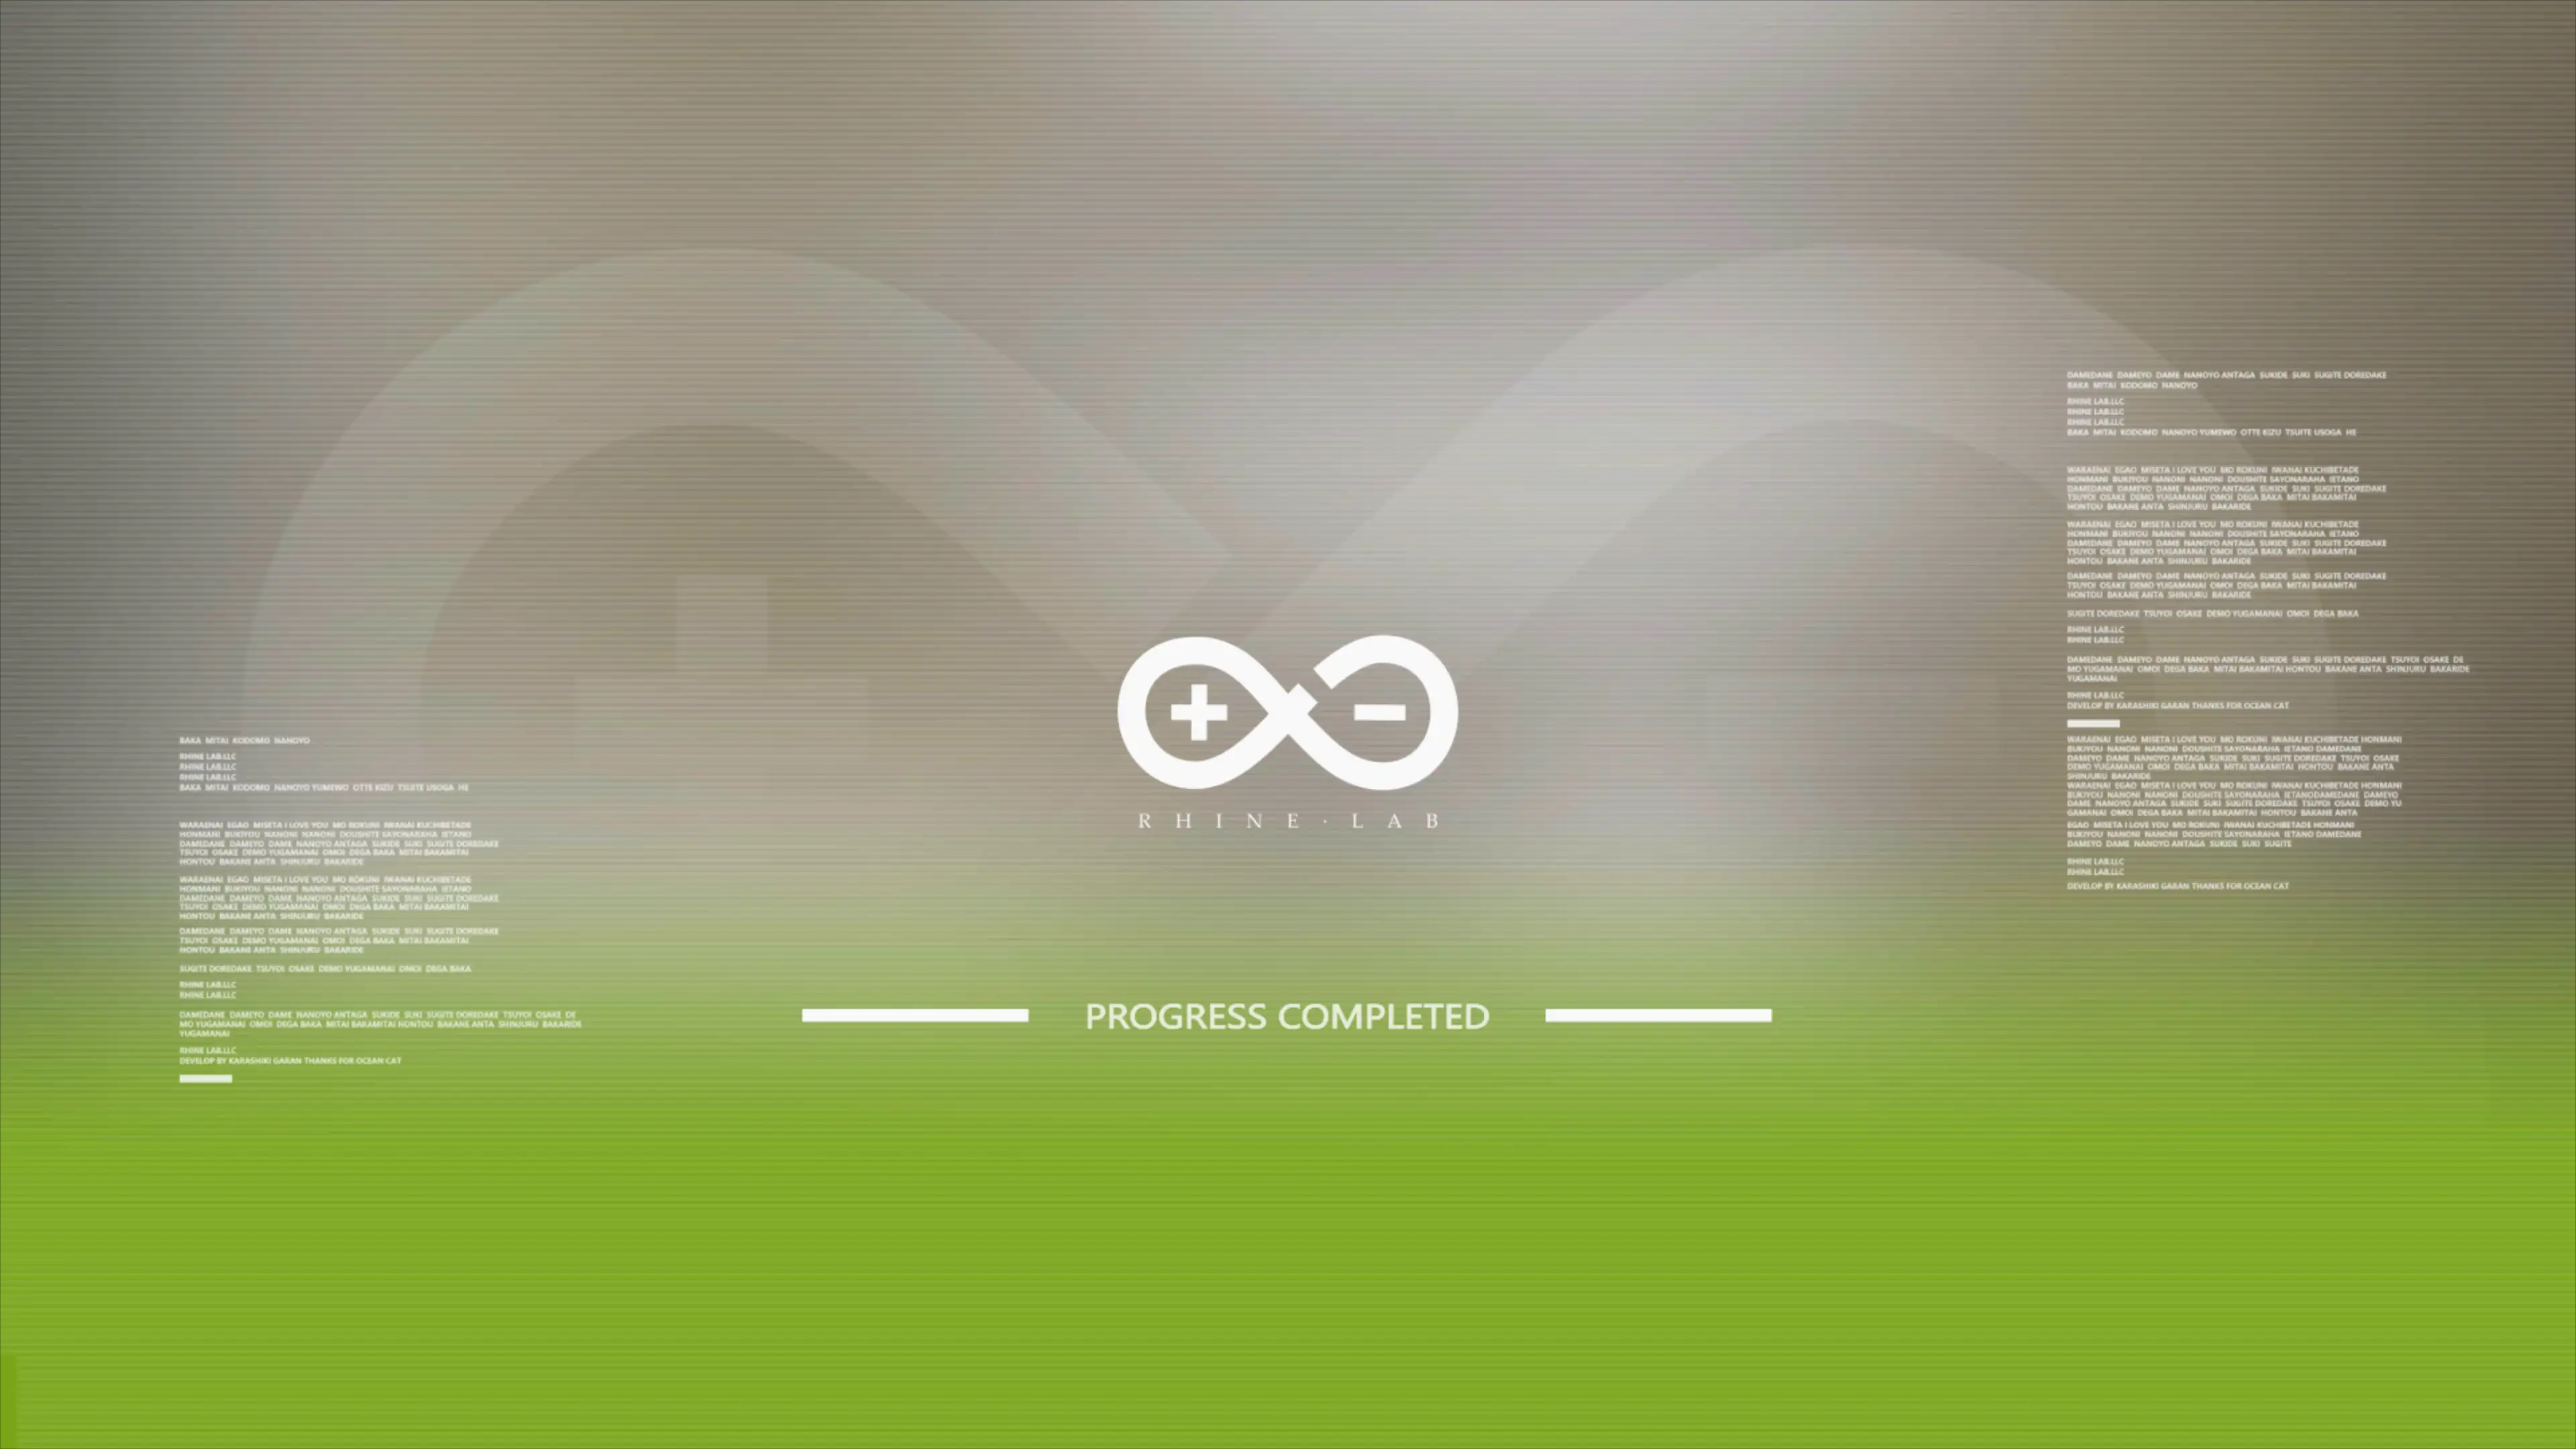 BAKA MITAI KODOMO NANOYO
RHINE LAB.LLC
RHINE LAB.LLC
RHINE LAB.LLC
BAKA MITAI KODOMO NANOYO YUMEWO OTTE KIZU TSUITE USOGA HE
WARAENAI EGAO MISETA I LOVE YOU MO ROKUNI IWANAI KUCHIBETADE
HONMANI BUKIYOU NANONI NANONI DOUSHITE SAYONARAHA IETANO
DAMEDANE DAMEYO DAME NANOYO ANTAGA SUKIDE SUKI SUGITE DOREDAKE
TSUYOI OSAKE DEMO YUGAMANAI OMOI DEGA BAKA MITAI BAKAMITAI
HONTOU BAKANE ANTA SHINJURU BAKARIDE
WARAENAI EGAO MISETA I LOVE YOU MO ROKUNI IWANAI KUCHIBETADE
HONMANI BUKIYOU NANONI NANONI DOUSHITE SAYONARAHA IETANO
DAMEDANE DAMEYO DAME NANOYO ANTAGA SUKIDE SUKI SUGITE DOREDAKE
TSUYOI OSAKE DEMO YUGAMANAI OMOI DEGA BAKA MITAI BAKAMITAI
HONTOU BAKANE ANTA SHINJURU BAKARIDE
DAMEDANE DAMEYO DAME NANOYO ANTAGA SUKIDE SUKI SUGITE DOREDAKE
TSUYOI OSAKE DEMO YUGAMANAI OMOI DEGA BAKA MITAI BAKAMITAI
HONTOU BAKANE ANTA SHINJURU BAKARIDE
SUGITE DOREDAKE TSUYOI OSAKE DEMO YUGAMANAI OMOI DEGA BAKA
RHINE LAB.LLC
RHINE LAB.LLC
DAMEDANE DAMEYO DAME NANOYO ANTAGA SUKIDE SUKI SUGITE DOREDAKE TSUYOI OSAKE DE
MO YUGAMANAI OMOI DEGA BAKA MITAI BAKAMITAI HONTOU BAKANE ANTA SHINJURU BAKARIDE
YUGAMANAI
RHINE LAB.LLC
DEVELOP BY KARASHIKI GARAN THANKS FOR OCEAN CAT
RHINE·LAB
PROGRESS COMPLETED
DAMEDANE DAMEYO DAME NANOYO ANTAGA SUKIDE SUKI SUGITE DOREDAKE
BAKA MITAI KODOMO NANOYO
RHINE LAB.LLC
RHINE LAB.LLC
RHINE LAB.LLC
BAKA MITAI KODOMO NANOYO YUMEWO OTTE KIZU TSUITE USOGA HE
WARAENAI EGAO MISETA I LOVE YOU MO ROKUNI IWANAI KUCHIBETADE
HONMANI BUKIYOU NANONI NANONI DOUSHITE SAYONARAHA IETANO
DAMEDANE DAMEYO DAME NANOYO ANTAGA SUKIDE SUKI SUGITE DOREDAKE
TSUYOI OSAKE DEMO YUGAMANAI OMOI DEGA BAKA MITAI BAKAMITAI
HONTOU BAKANE ANTA SHINJURU BAKARIDE
WARAENAI EGAO MISETA I LOVE YOU MO ROKUNI IWANAI KUCHIBETADE
HONMANI BUKIYOU NANONI NANONI DOUSHITE SAYONARAHA IETANO
DAMEDANE DAMEYO DAME NANOYO ANTAGA SUKIDE SUKI SUGITE DOREDAKE
TSUYOI OSAKE DEMO YUGAMANAI OMOI DEGA BAKA MITAI BAKAMITAI
HONTOU BAKANE ANTA SHINJURU BAKARIDE
DAMEDANE DAMEYO DAME NANOYO ANTAGA SUKIDE SUKI SUGITE DOREDAKE
TSUYOI OSAKE DEMO YUGAMANAI OMOI DEGA BAKA MITAI BAKAMITAI
HONTOU BAKANE ANTA SHINJURU BAKARIDE
SUGITE DOREDAKE TSUYOI OSAKE DEMO YUGAMANAI OMOI DEGA BAKA
RHINE LAB.LLC
RHINE LAB.LLC
DAMEDANE DAMEYO DAME NANOYO ANTAGA SUKIDE SUKI SUGITE DOREDAKE TSUYOI OSAKE DE
MO YUGAMANAI OMOI DEGA BAKA MITAI BAKAMITAI HONTOU BAKANE ANTA SHINJURU BAKARIDE
YUGAMANAI
RHINE LAB.LLC
DEVELOP BY KARASHIKI GARAN THANKS FOR OCEAN CAT
WARAENAI EGAO MISETA I LOVE YOU MO ROKUNI IWANAI KUCHIBETADE HONMANI
BUKIYOU NANONI NANONI DOUSHITE SAYONARAHA IETANO DAMEDANE
DAMEYO DAME NANOYO ANTAGA SUKIDE SUKI SUGITE DOREDAKE TSUYOI OSAKE
DEMO YUGAMANAI OMOI DEGA BAKA MITAI BAKAMITAI HONTOU BAKANE ANTA
SHINJURU BAKARIDE
WARAENAI EGAO MISETA I LOVE YOU MO ROKUNI IWANAI KUCHIBETADE HONMANI
BUKIYOU NANONI NANONI DOUSHITE SAYONARAHA IETANODAMEDANE DAMEYO
DAME NANOYO ANTAGA SUKIDE SUKI SUGITE DOREDAKE TSUYOI OSAKE DEMO YU
GAMANAI OMOI DEGA BAKA MITAI BAKAMITAI HONTOU BAKANE ANTA
EGAO MISETA I LOVE YOU MO ROKUNI IWANAI KUCHIBETADE HONMANI
BUKIYOU NANONI NANONI DOUSHITE SAYONARAHA IETANO DAMEDANE
DAMEYO DAME NANOYO ANTAGA SUKIDE SUKI SUGITE
RHINE LAB.LLC
RHINE LAB.LLC
DEVELOP BY KARASHIKI GARAN THANKS FOR OCEAN CAT